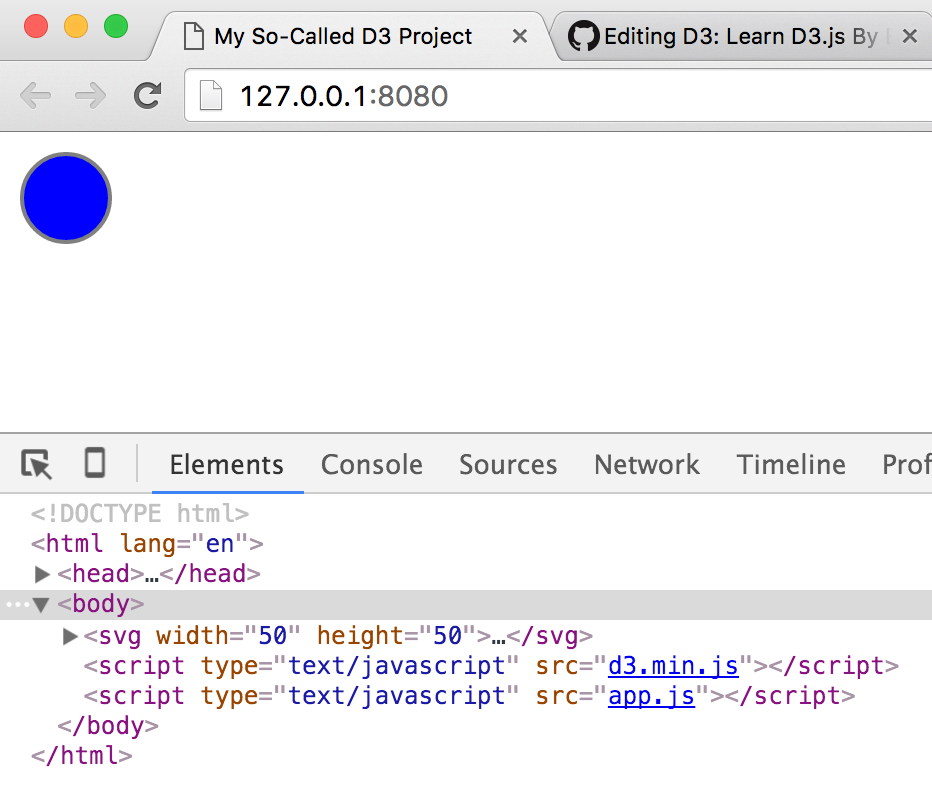 My So-Called D3 Project
Editing D3: Learn D3.js By
127.0.0.1:8080
Elements Console Sources Network Timeline Prof
<!DOCTYPE html>
<html lang="en">
<head>…</head>
<body>
<svg width="50" height="50">…</svg>
<script type="text/javascript" src="d3.min.js"></script>
<script type="text/javascript" src="app.js"></script>
</body>
</html>